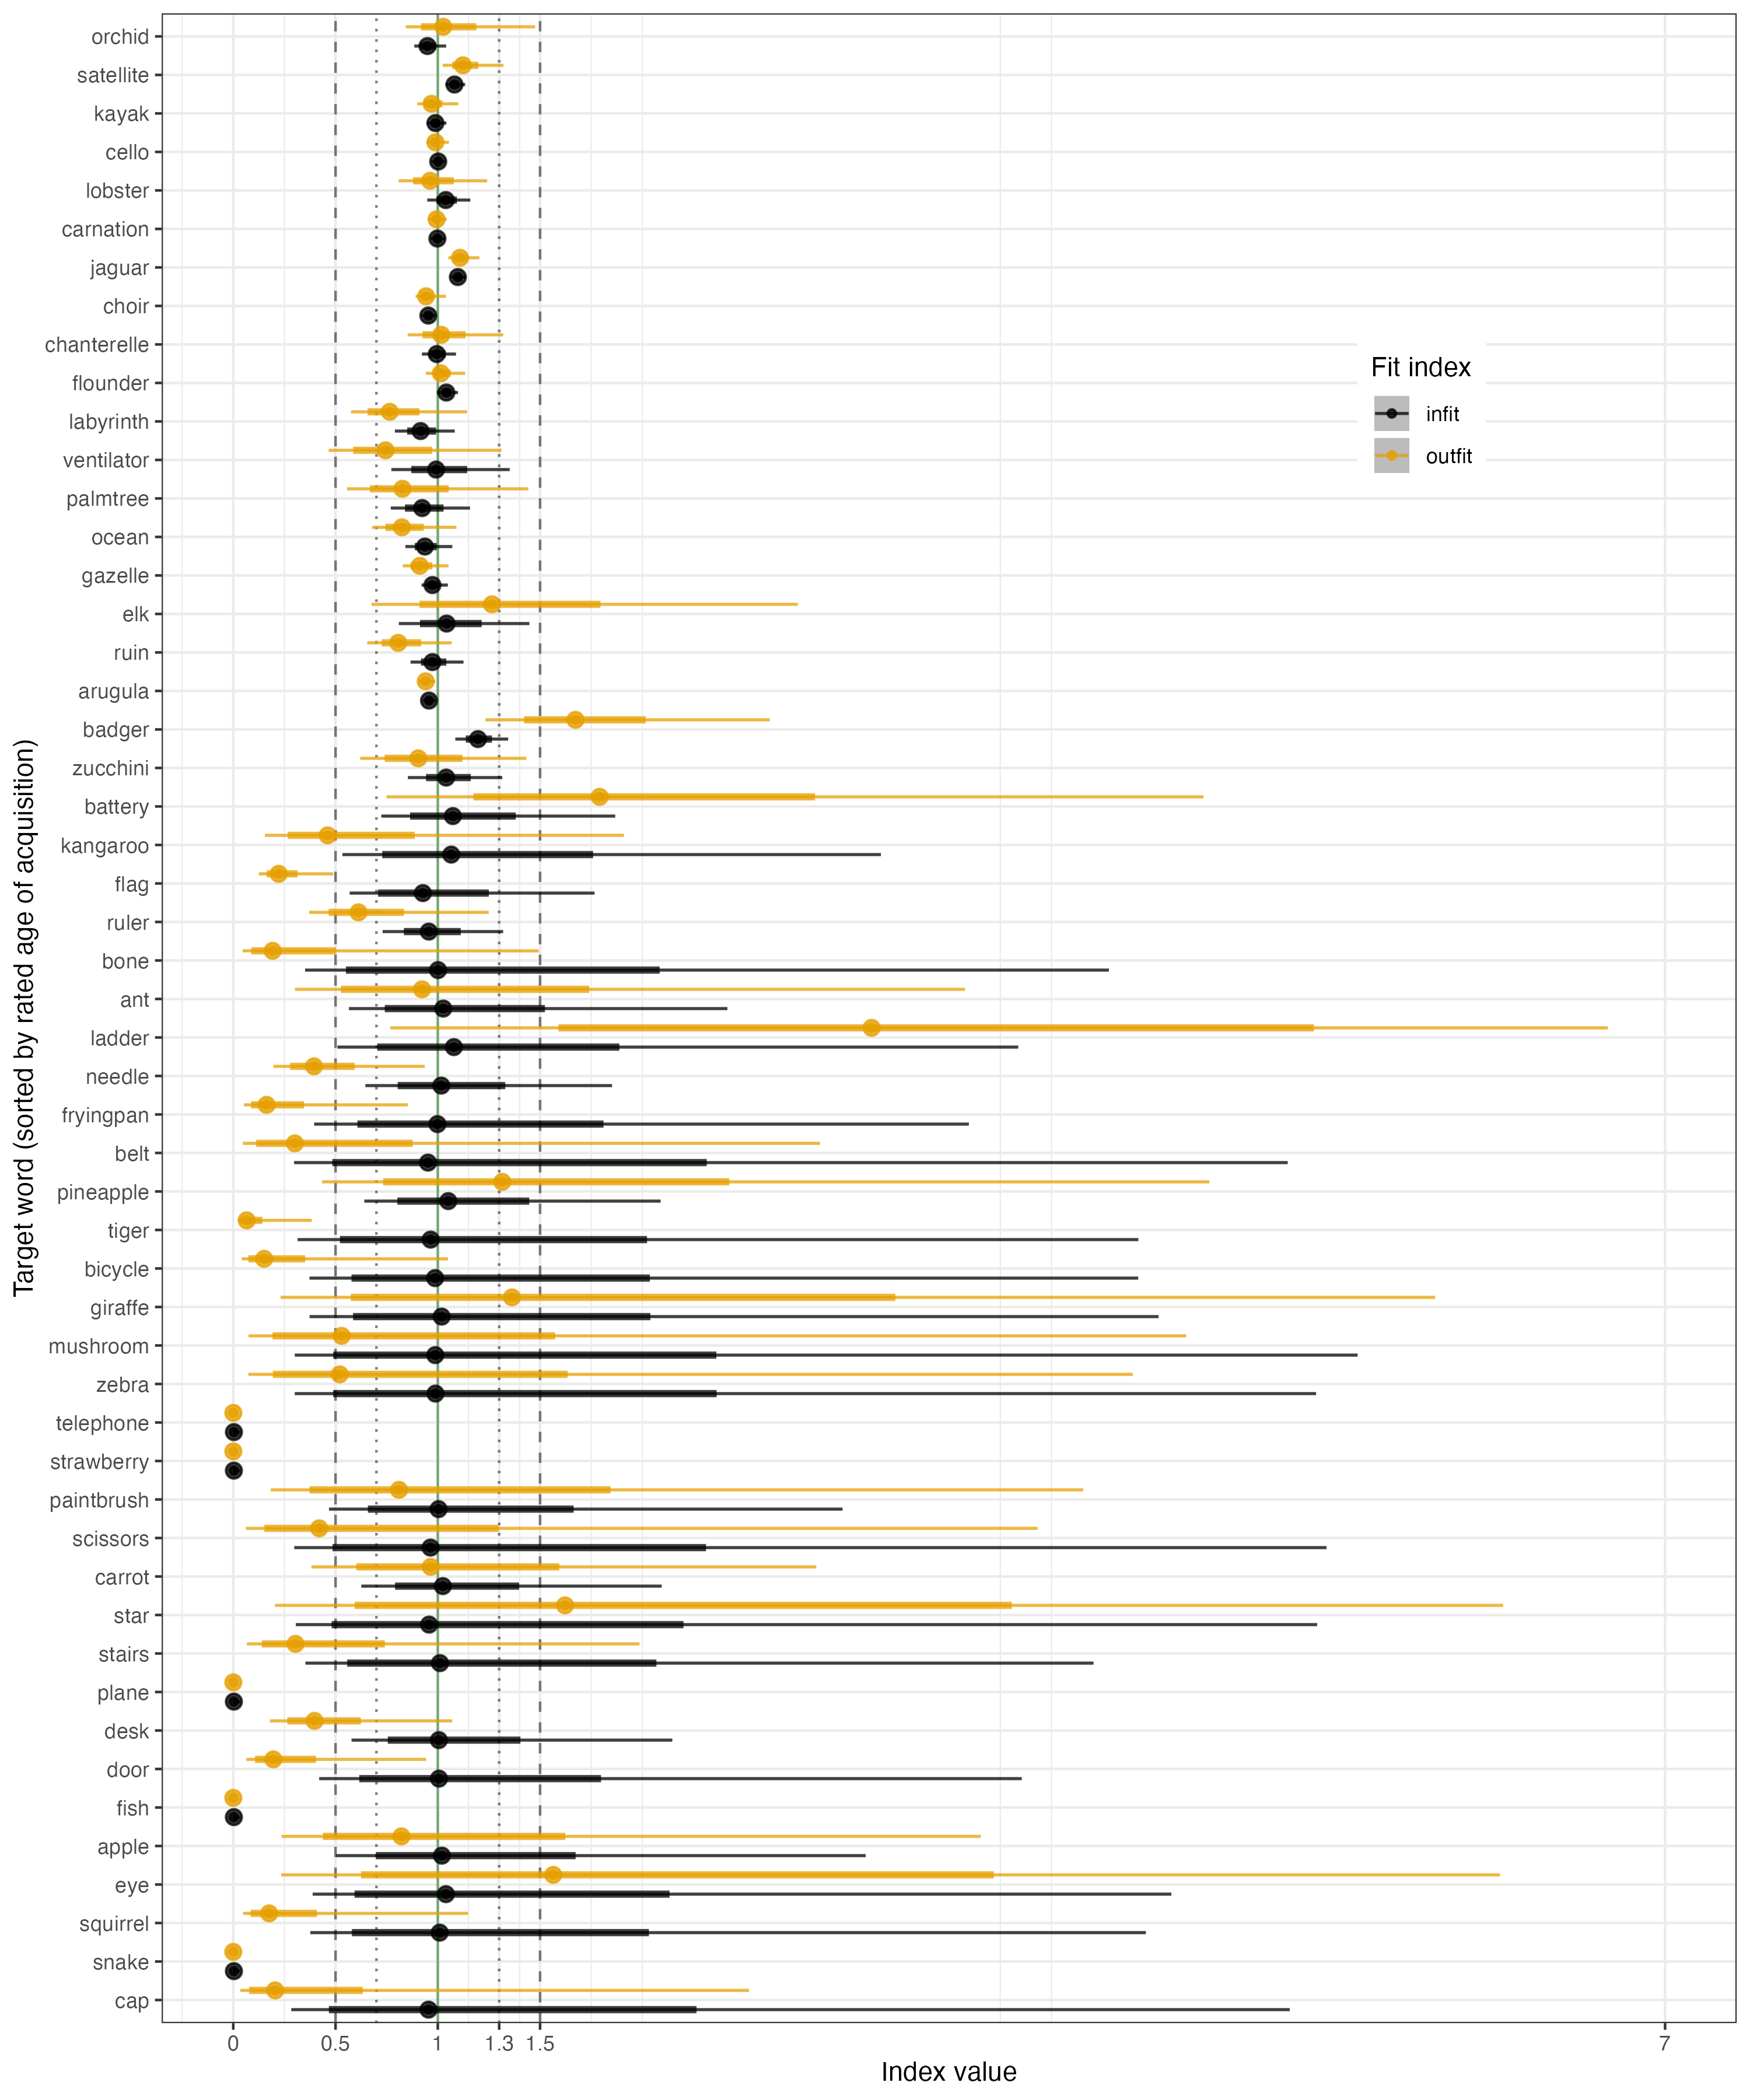 Target word (sorted by rated age of acquisition)
orchid
satellite
kayak
cello
lobster
carnation
jaguar
choir
chanterelle
flounder
labyrinth
ventilator
palmtree
ocean
gazelle
elk
ruin
arugula
badger
zucchini
battery
kangaroo
flag
ruler
bone
ant
ladder
needle
fryingpan
belt
pineapple
tiger
bicycle
giraffe
mushroom
zebra
telephone
strawberry
paintbrush
scissors
carrot
star
stairs
plane
desk
door
fish
apple
eye
squirrel
snake
cap
Fit index
infit
outfit
0 0.5 1 1.3 1.5 7
Index value